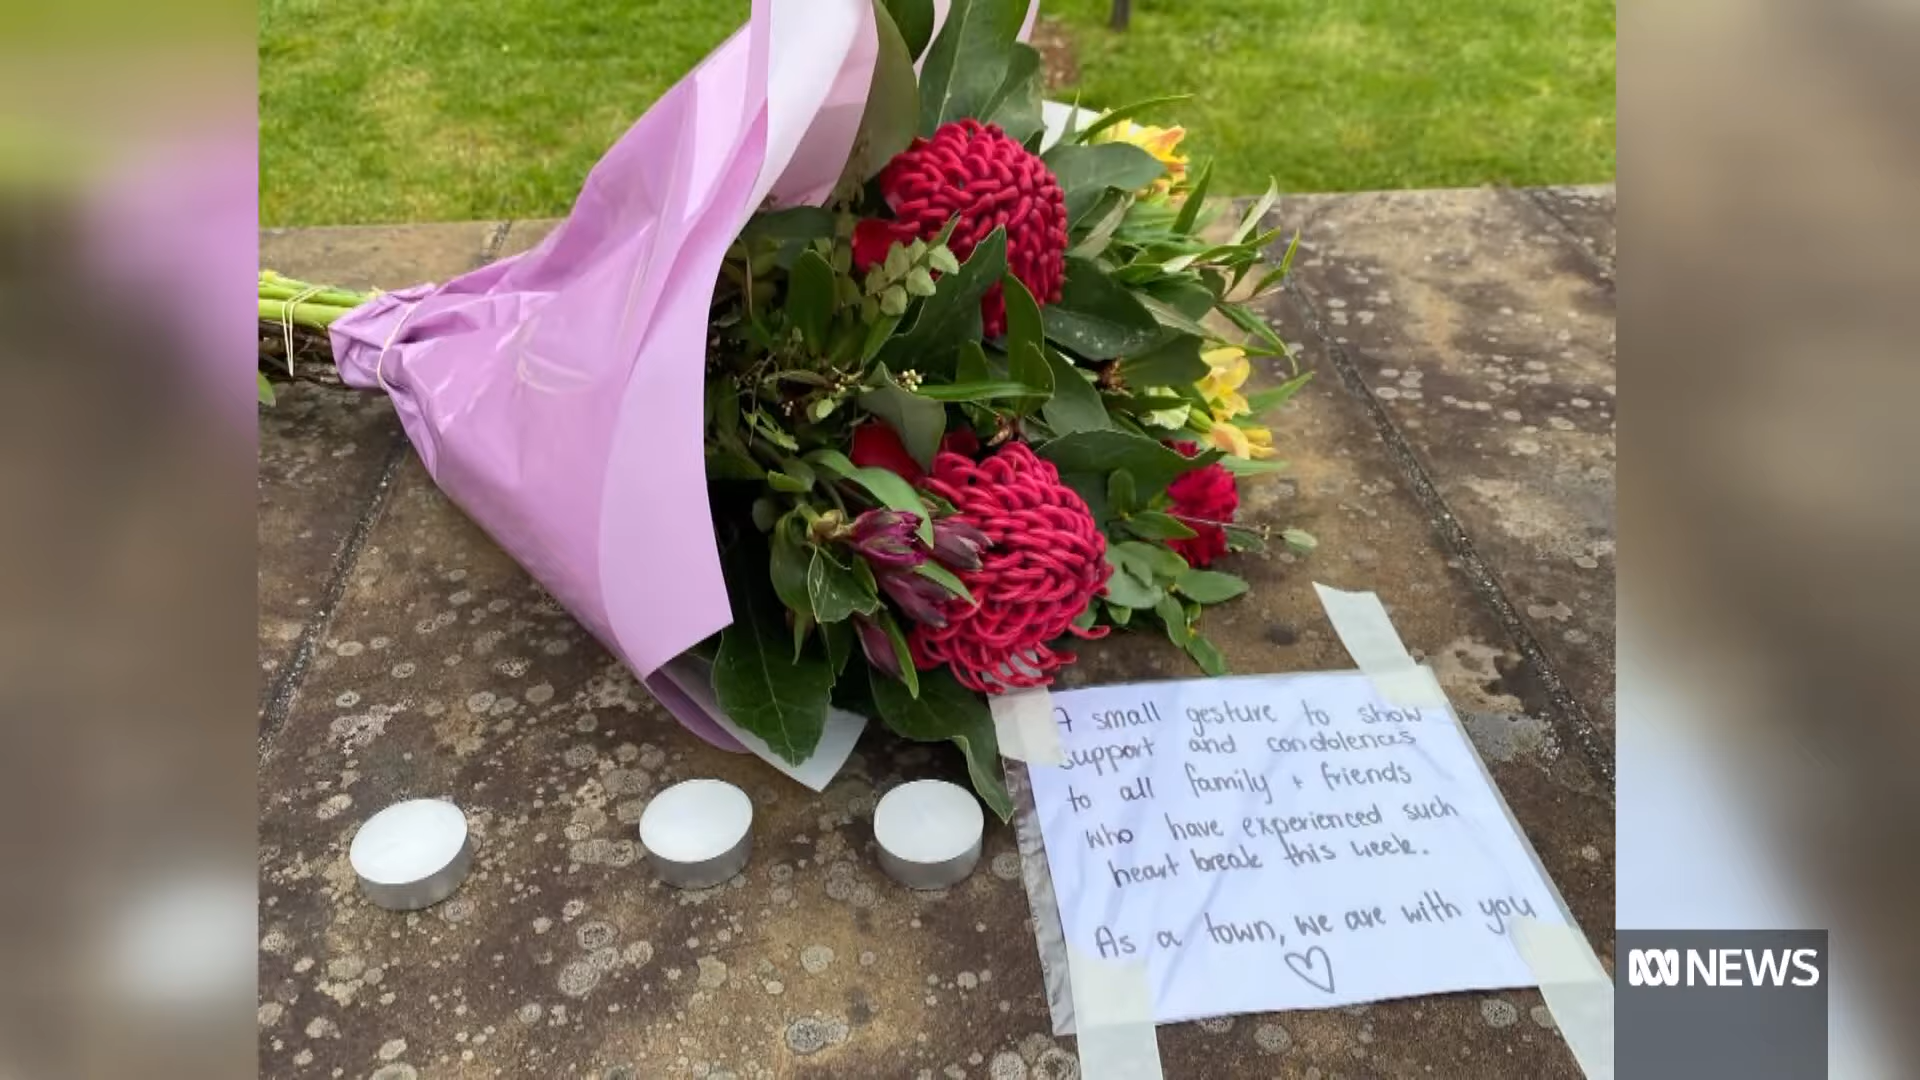 A small gesture to show
support and condolences
to all family + friends
who have experienced such
heart break this week.
As a town, we are with you
NEWS